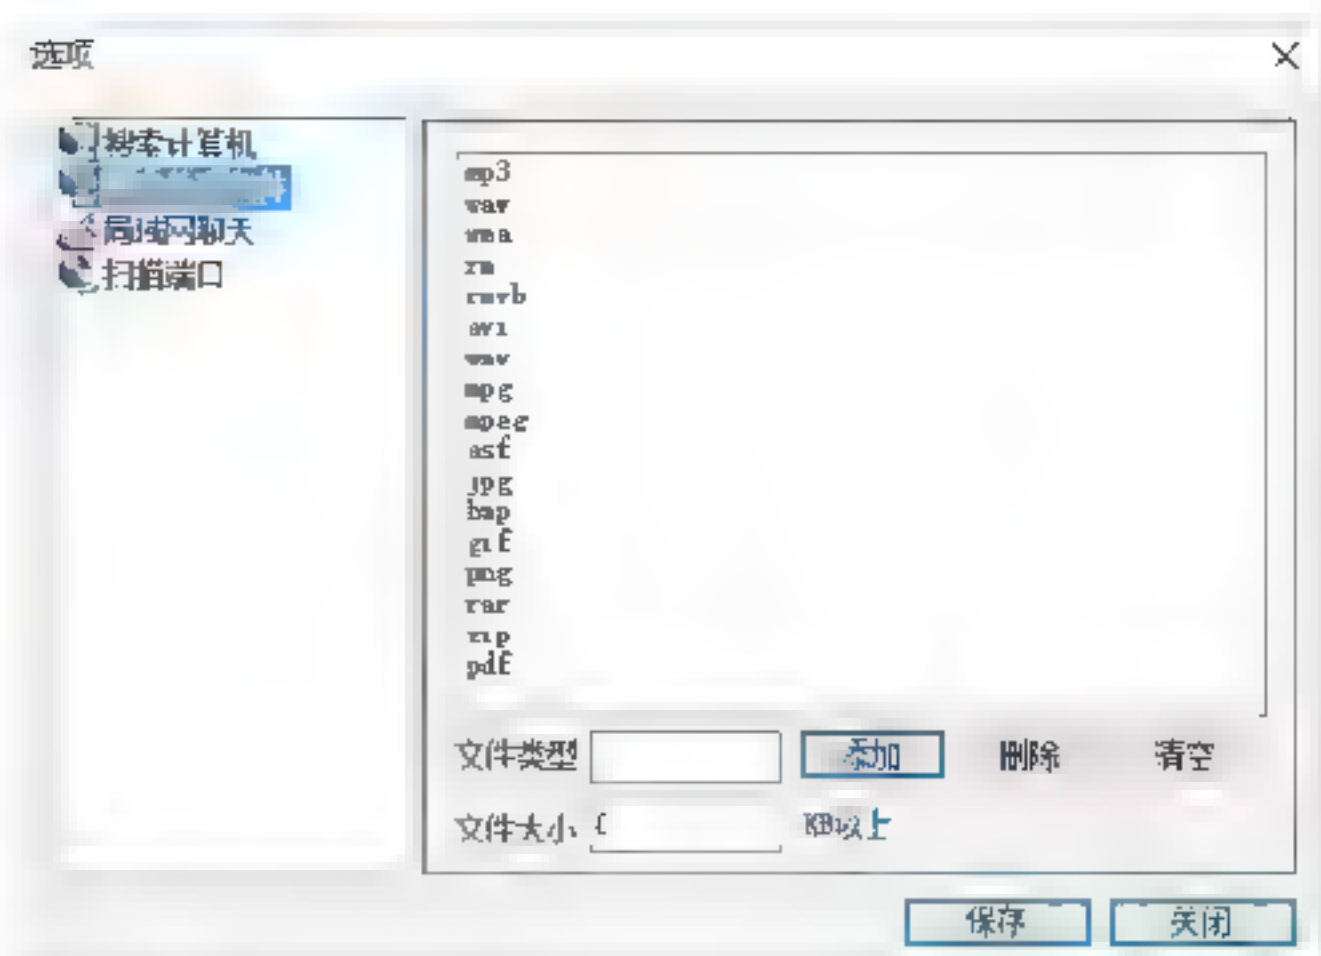 选项
搜索计算机
局域网聊天
扫描端口
mp3
wav
wma
rm
rmvb
avi
wmv
mpg
mpeg
asf
jpg
bmp
gif
png
rar
zip
pdf
文件类型 添加 删除 清空
文件大小 KB以上
保存 关闭